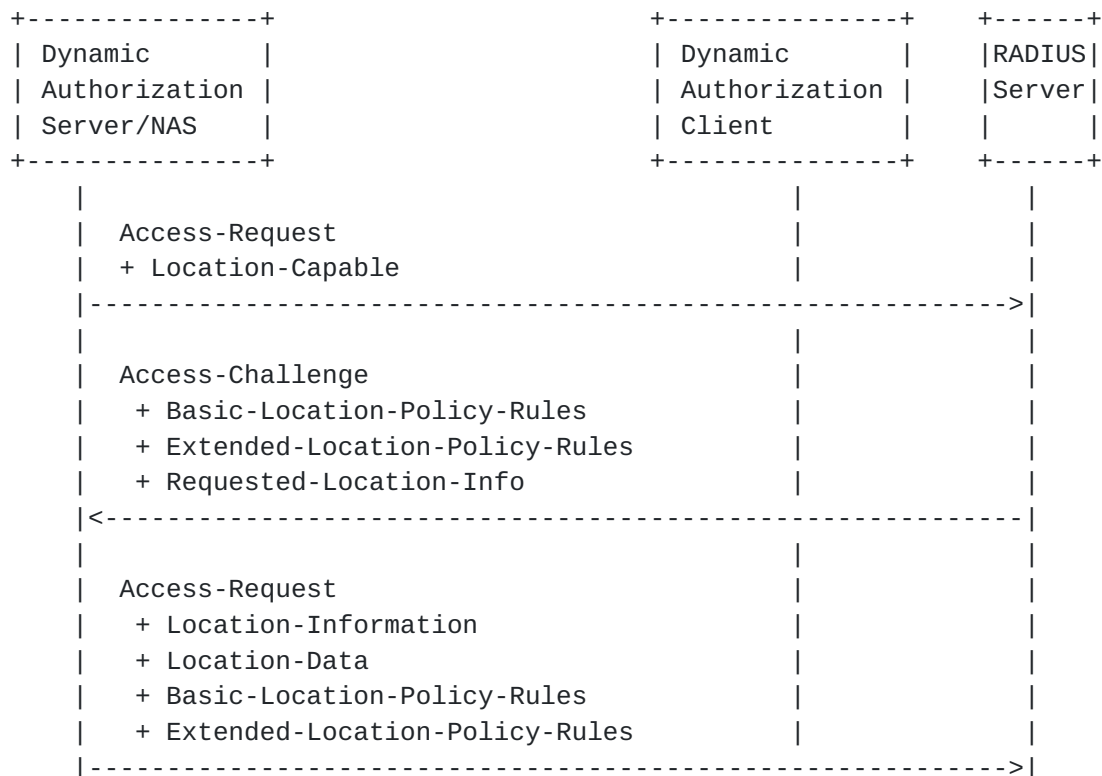 +---------------+                        +---------------+    +------+
| Dynamic       |                        | Dynamic       |    |RADIUS|
| Authorization |                        | Authorization |    |Server|
| Server/NAS    |                        | Client        |    |      |
+---------------+                        +---------------+    +------+
    |                                             |              |
    |  Access-Request                             |              |
    |  + Location-Capable                         |              |
    |----------------------------------------------------------->|
    |                                             |              |
    |  Access-Challenge                           |              |
    |   + Basic-Location-Policy-Rules             |              |
    |   + Extended-Location-Policy-Rules          |              |
    |   + Requested-Location-Info                 |              |
    |<-----------------------------------------------------------|
    |                                             |              |
    |  Access-Request                             |              |
    |   + Location-Information                    |              |
    |   + Location-Data                           |              |
    |   + Basic-Location-Policy-Rules             |              |
    |   + Extended-Location-Policy-Rules          |              |
    |----------------------------------------------------------->|